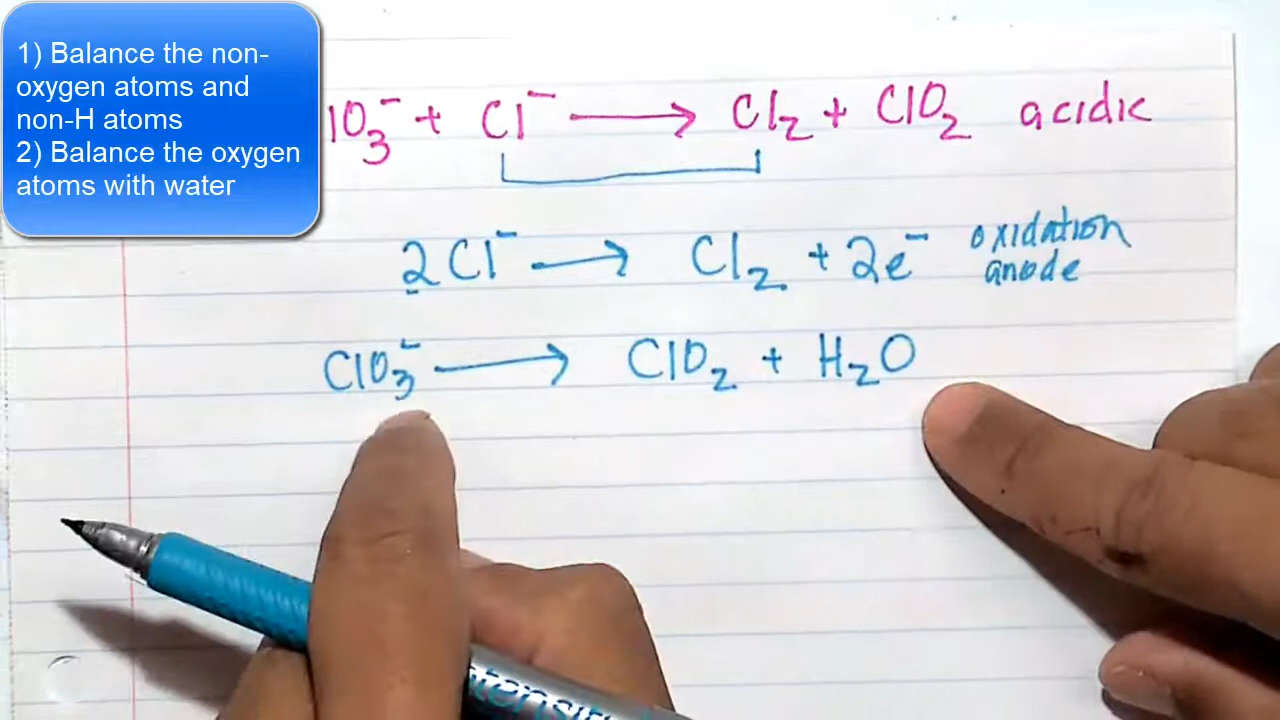 1) Balance the non-
oxygen atoms and
non-H atoms
2) Balance the oxygen
atoms with water
lO₃⁻ + Cl⁻ ⟶ Cl₂ + ClO₂ acidic
2Cl⁻ ⟶ Cl₂ + 2e⁻ oxidation
anode
ClO₃⁻ ⟶ ClO₂ + H₂O